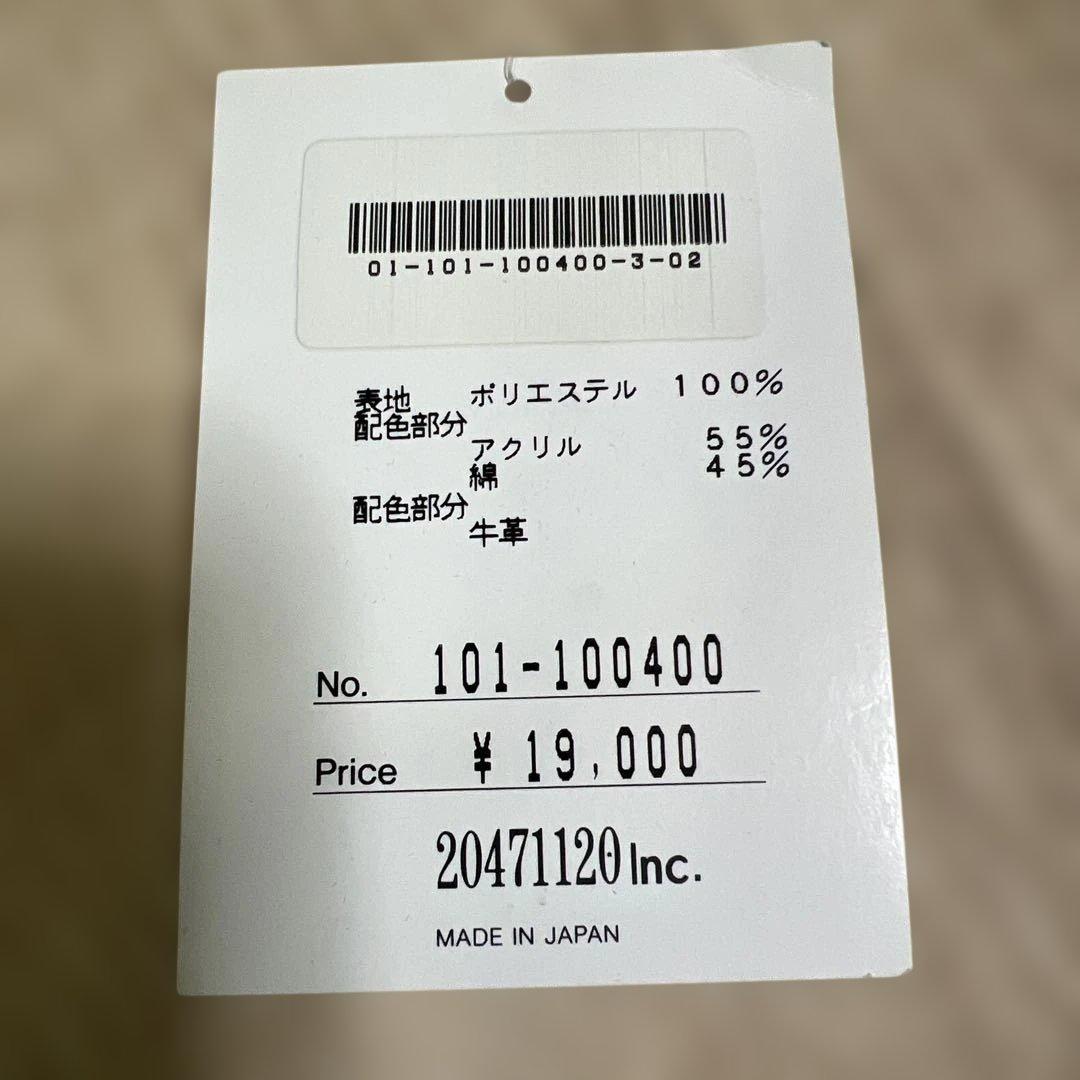 01-101-100400-3-02
表地 ポリエステル 100%
配色部分
アクリル 55%
綿 45%
配色部分
牛革
No. 101-100400
Price ¥ 19,000
20471120 Inc.
MADE IN JAPAN